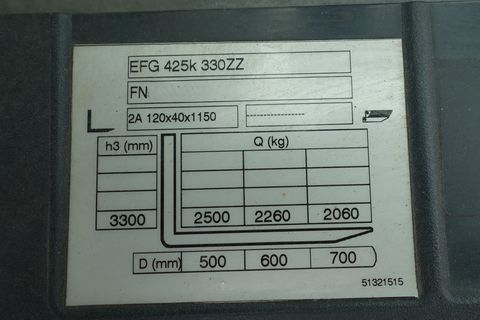 EFG 425k 330ZZ
FN
2A 120x40x1150 --------------------
h3 (mm) Q (kg)
3300 2500 2260 2060
D (mm) 500 600 700
51321515